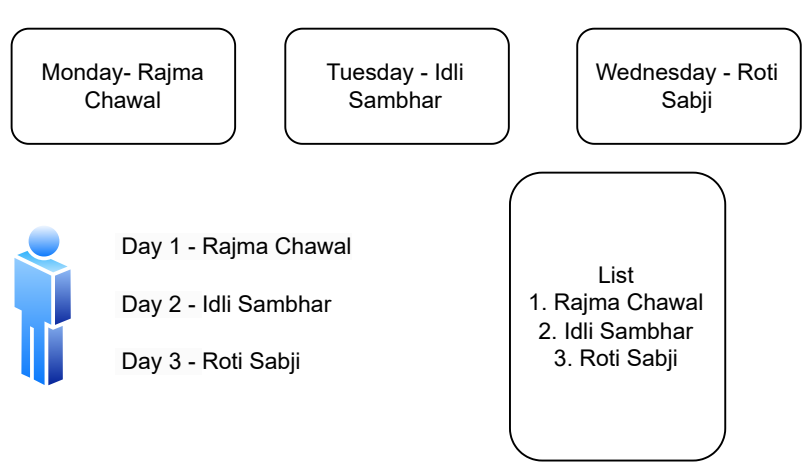 Monday- Rajma
Chawal
Tuesday - Idli
Sambhar
Wednesday - Roti
Sabji
Day 1 - Rajma Chawal
Day 2 - Idli Sambhar
Day 3 - Roti Sabji
List
1. Rajma Chawal
2. Idli Sambhar
3. Roti Sabji